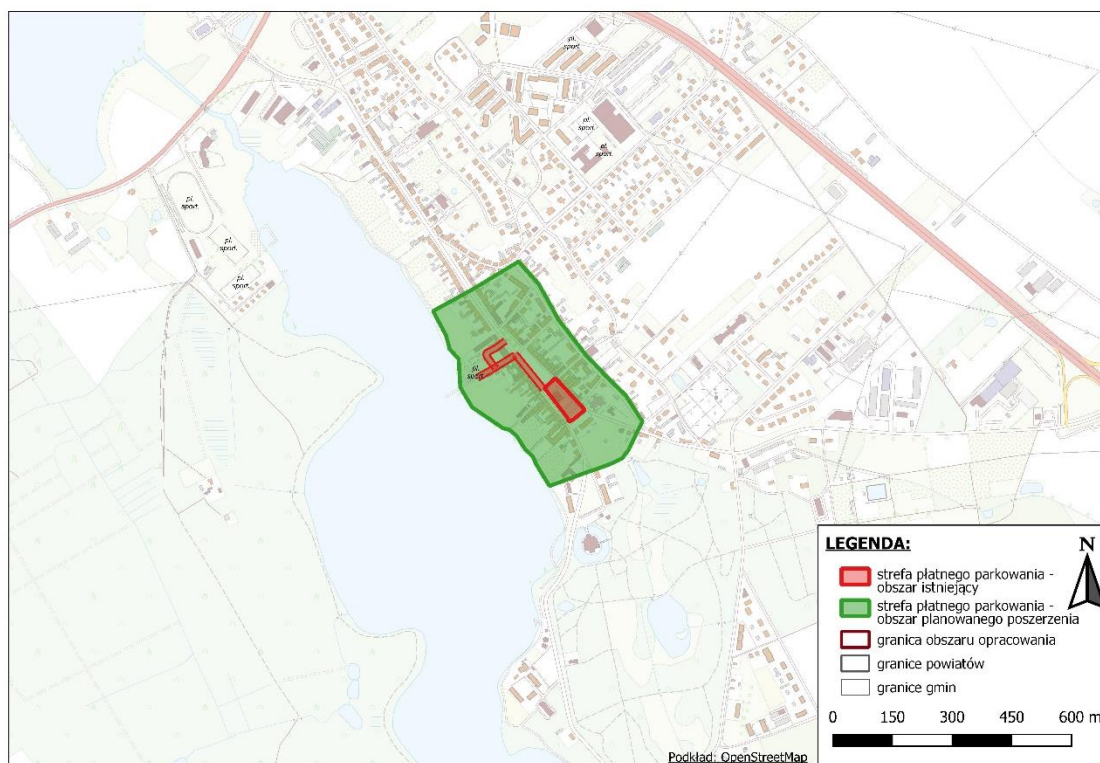 pl.
sport.
pl.
sport.
pl.
sport.
pl.
sport.
pl.
sport.
pl.
sport.
pl.
sport.
LEGENDA:
N
strefa płatnego parkowania -
obszar istniejący
strefa płatnego parkowania -
obszar planowanego poszerzenia
granica obszaru opracowania
granice powiatów
granice gmin
0 150 300 450 600 m
Podkład: OpenStreetMap